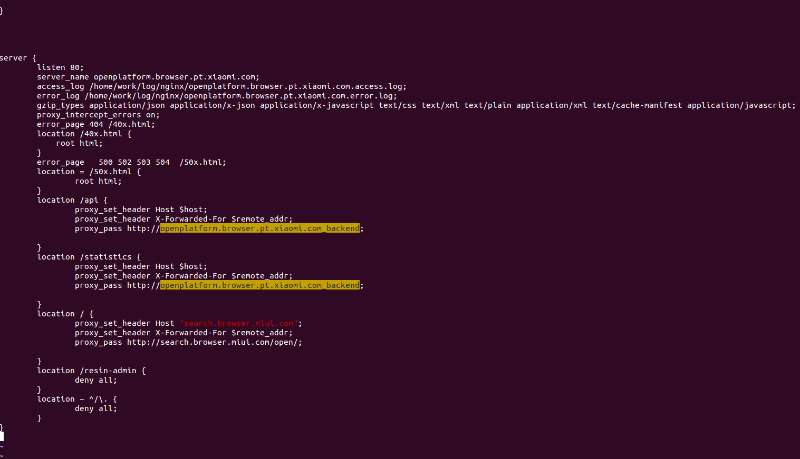 }
server {
listen 80;
server_name openplatform.browser.pt.xiaomi.com;
access_log /home/work/log/nginx/openplatform.browser.pt.xiaomi.com.access.log;
error_log /home/work/log/nginx/openplatform.browser.pt.xiaomi.com.error.log;
gzip_types application/json application/x-json application/x-javascript text/css text/xml text/plain application/xml text/cache-manifest application/javascript;
proxy_intercept_errors on;
error_page 404 /40x.html;
location /40x.html {
root html;
}
error_page 500 502 503 504 /50x.html;
location = /50x.html {
root html;
}
location /api {
proxy_set_header Host $host;
proxy_set_header X-Forwarded-For $remote_addr;
proxy_pass http://openplatform.browser.pt.xiaomi.com_backend;
}
location /statistics {
proxy_set_header Host $host;
proxy_set_header X-Forwarded-For $remote_addr;
proxy_pass http://openplatform.browser.pt.xiaomi.com_backend;
}
location / {
proxy_set_header Host "search.browser.miui.com";
proxy_set_header X-Forwarded-For $remote_addr;
proxy_pass http://search.browser.miui.com/open/;
}
location /resin-admin {
deny all;
}
location ~ ^/\. {
deny all;
}
}
~
~